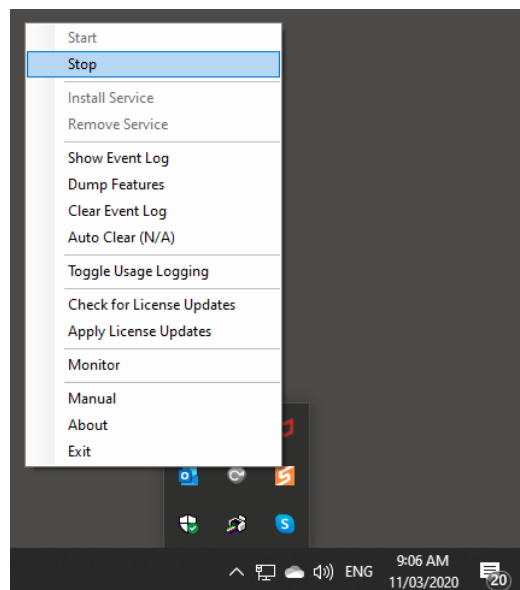 Start
Stop
Install Service
Remove Service
Show Event Log
Dump Features
Clear Event Log
Auto Clear (N/A)
Toggle Usage Logging
Check for License Updates
Apply License Updates
Monitor
Manual
About
Exit
ENG
9:06 AM
11/03/2020
20